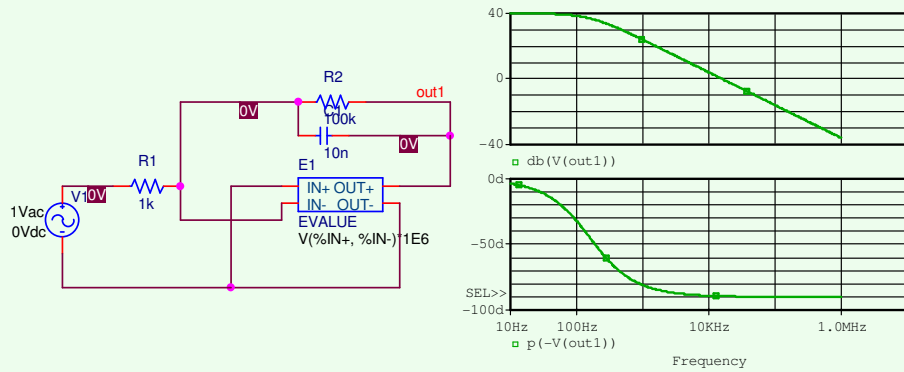 R2
out1
0V
100k
0V
10n
R1
E1
V1
0V
1k
IN+ OUT+
IN- OUT-
1Vac
0Vdc
EVALUE
V(%IN+, %IN-)*1E6
40
0
-40
db(V(out1))
0d
-50d
SEL>>
-100d
10Hz
100Hz
10KHz
1.0MHz
p(-V(out1))
Frequency